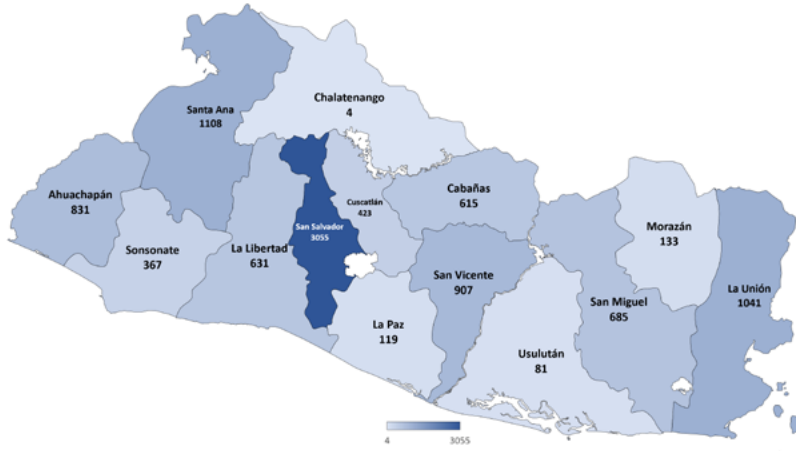 Chalatenango
4
Santa Ana
1108
Ahuachapán
831
Sonsonate
367
La Libertad
631
San Salvador
3055
Cuscatlán
423
Cabañas
615
San Vicente
907
La Paz
119
Usulután
81
San Miguel
685
Morazán
133
La Unión
1041
4 3055